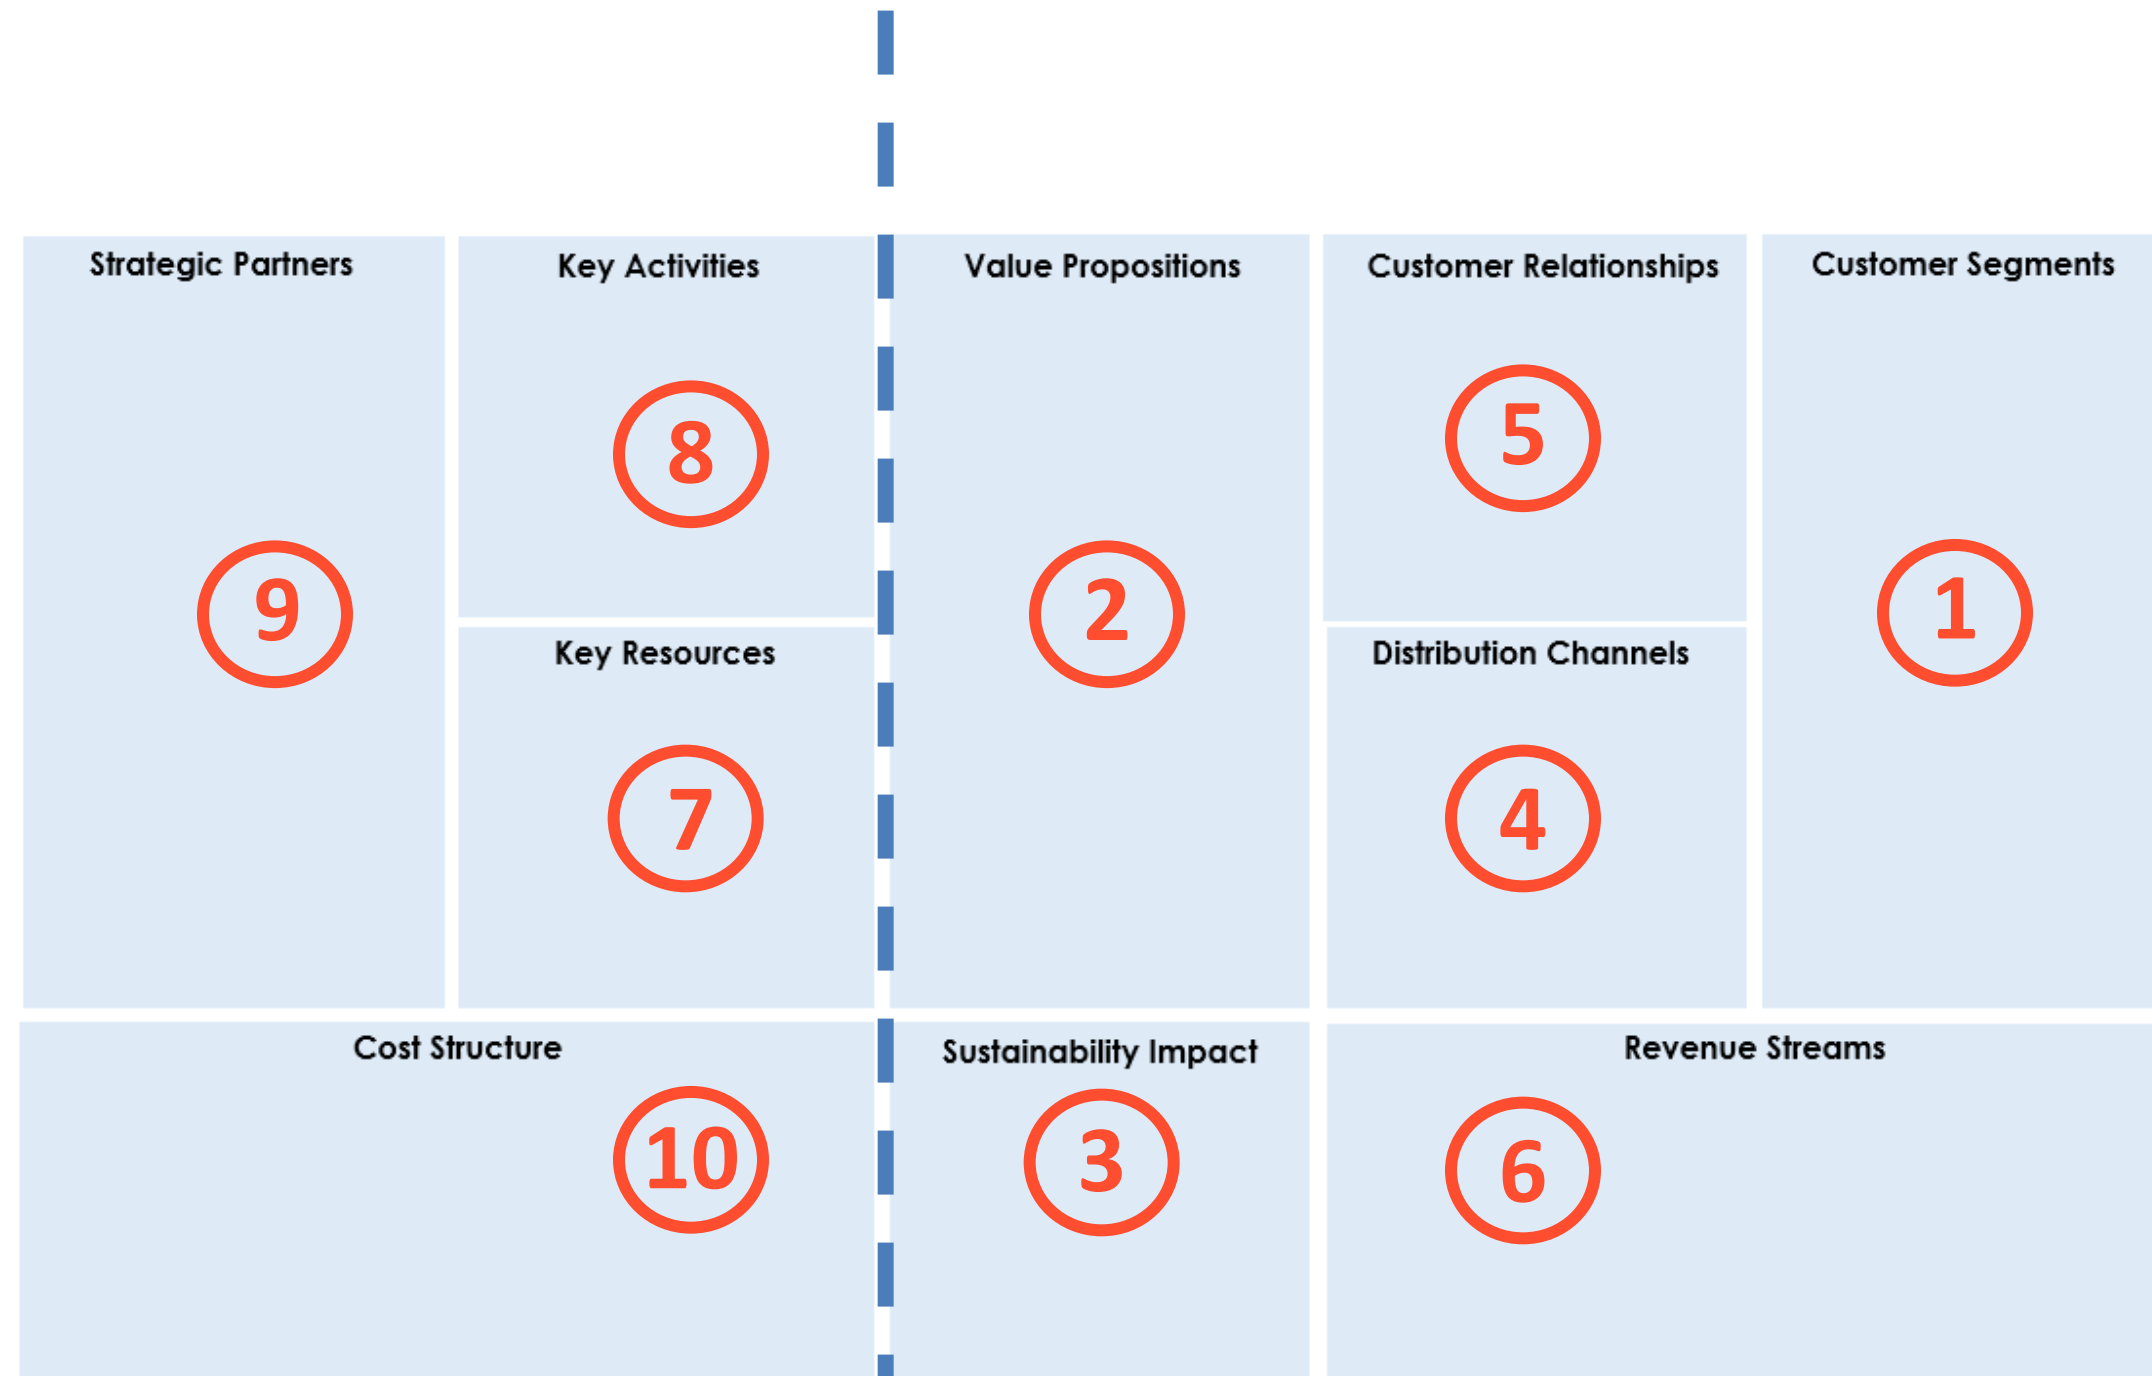 Strategic Partners
Key Activities
Value Propositions
Customer Relationships
Customer Segments
8
5
9
2
1
Key Resources
Distribution Channels
7
4
Cost Structure
Sustainability Impact
Revenue Streams
10
3
6